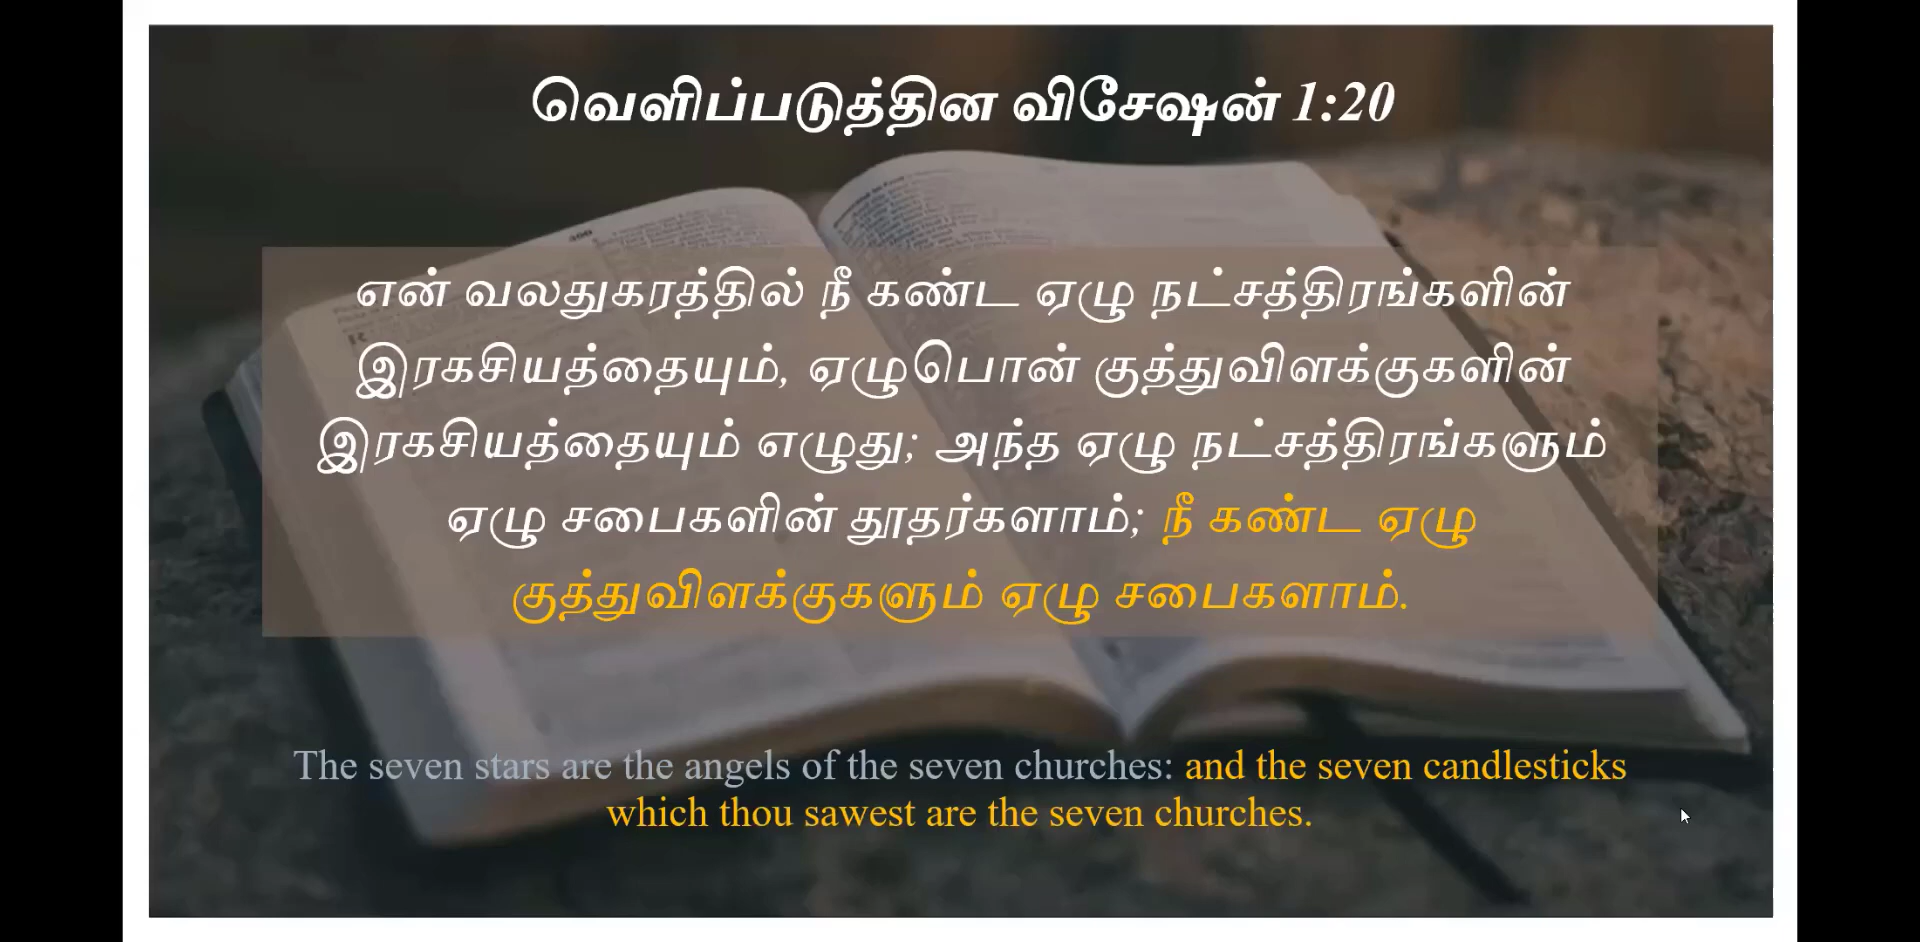 வெளிப்படுத்தின விசேஷன் 1:20
என் வலதுகரத்தில் நீ கண்ட ஏழு நட்சத்திரங்களின்
இரகசியத்தையும், ஏழுபொன் குத்துவிளக்குகளின்
இரகசியத்தையும் எழுது; அந்த ஏழு நட்சத்திரங்களும்
ஏழு சபைகளின் தூதர்களாம்; நீ கண்ட ஏழு
குத்துவிளக்குகளும் ஏழு சபைகளாம்.
The seven stars are the angels of the seven churches: and the seven candlesticks
which thou sawest are the seven churches.